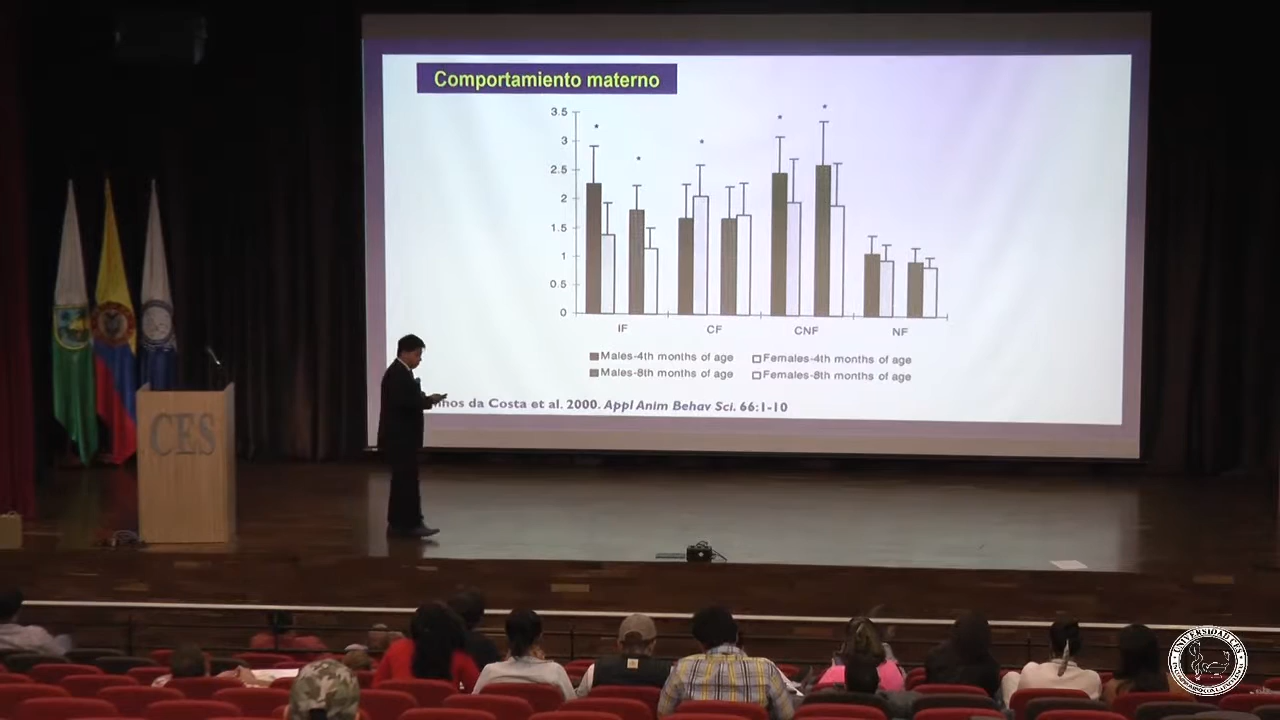 Comportamiento materno
3.5
3
2.5
2
1.5
1
0.5
0
* * * * *
IF CF CNF NF
Males-4th months of age Females-4th months of age
Males-8th months of age Females-8th months of age
da Costa et al. 2000. Appl Anim Behav Sci. 66:1-10
CES
UNIVERSIDAD CES